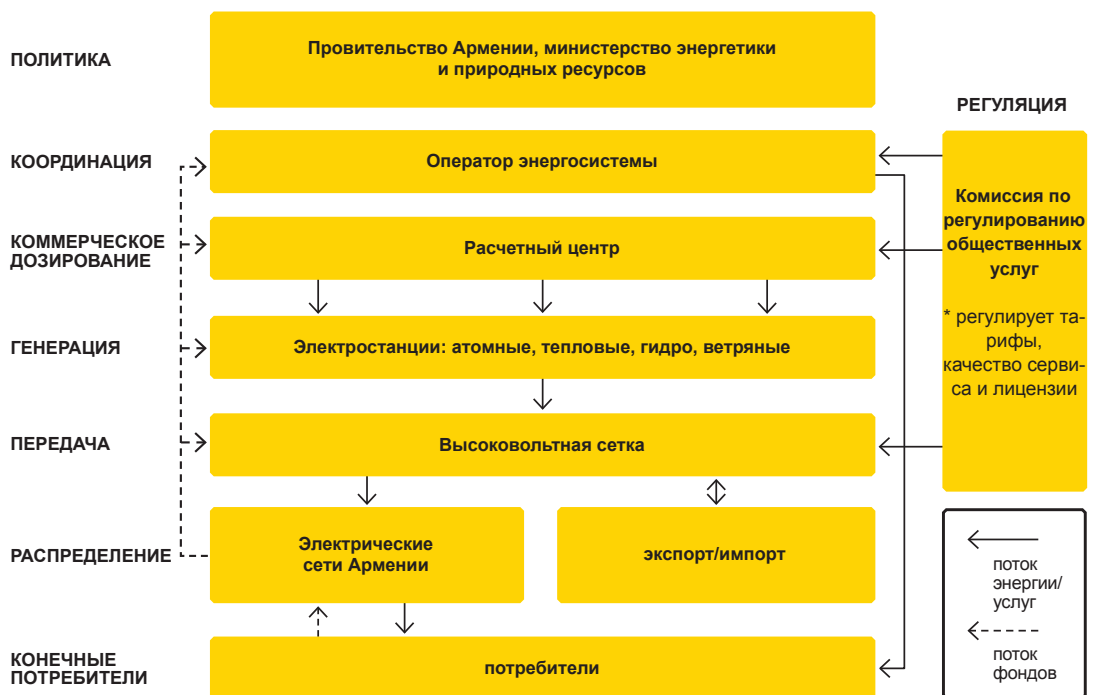 ПОЛИТИКА
Провительство Армении, министерство энергетики
и природных ресурсов
РЕГУЛЯЦИЯ
КООРДИНАЦИЯ
Оператор энергосистемы
КОММЕРЧЕСКОЕ
ДОЗИРОВАНИЕ
Расчетный центр
Комиссия по
регулированию
общественных
услуг
* регулирует та-
рифы,
качество серви-
са и лицензии
ГЕНЕРАЦИЯ
Электростанции: атомные, тепловые, гидро, ветряные
ПЕРЕДАЧА
Высоковольтная сетка
РАСПРЕДЕЛЕНИЕ
Электрические
сети Армении
экспорт/импорт
поток
энергии/
услуг
поток
фондов
КОНЕЧНЫЕ
ПОТРЕБИТЕЛИ
потребители